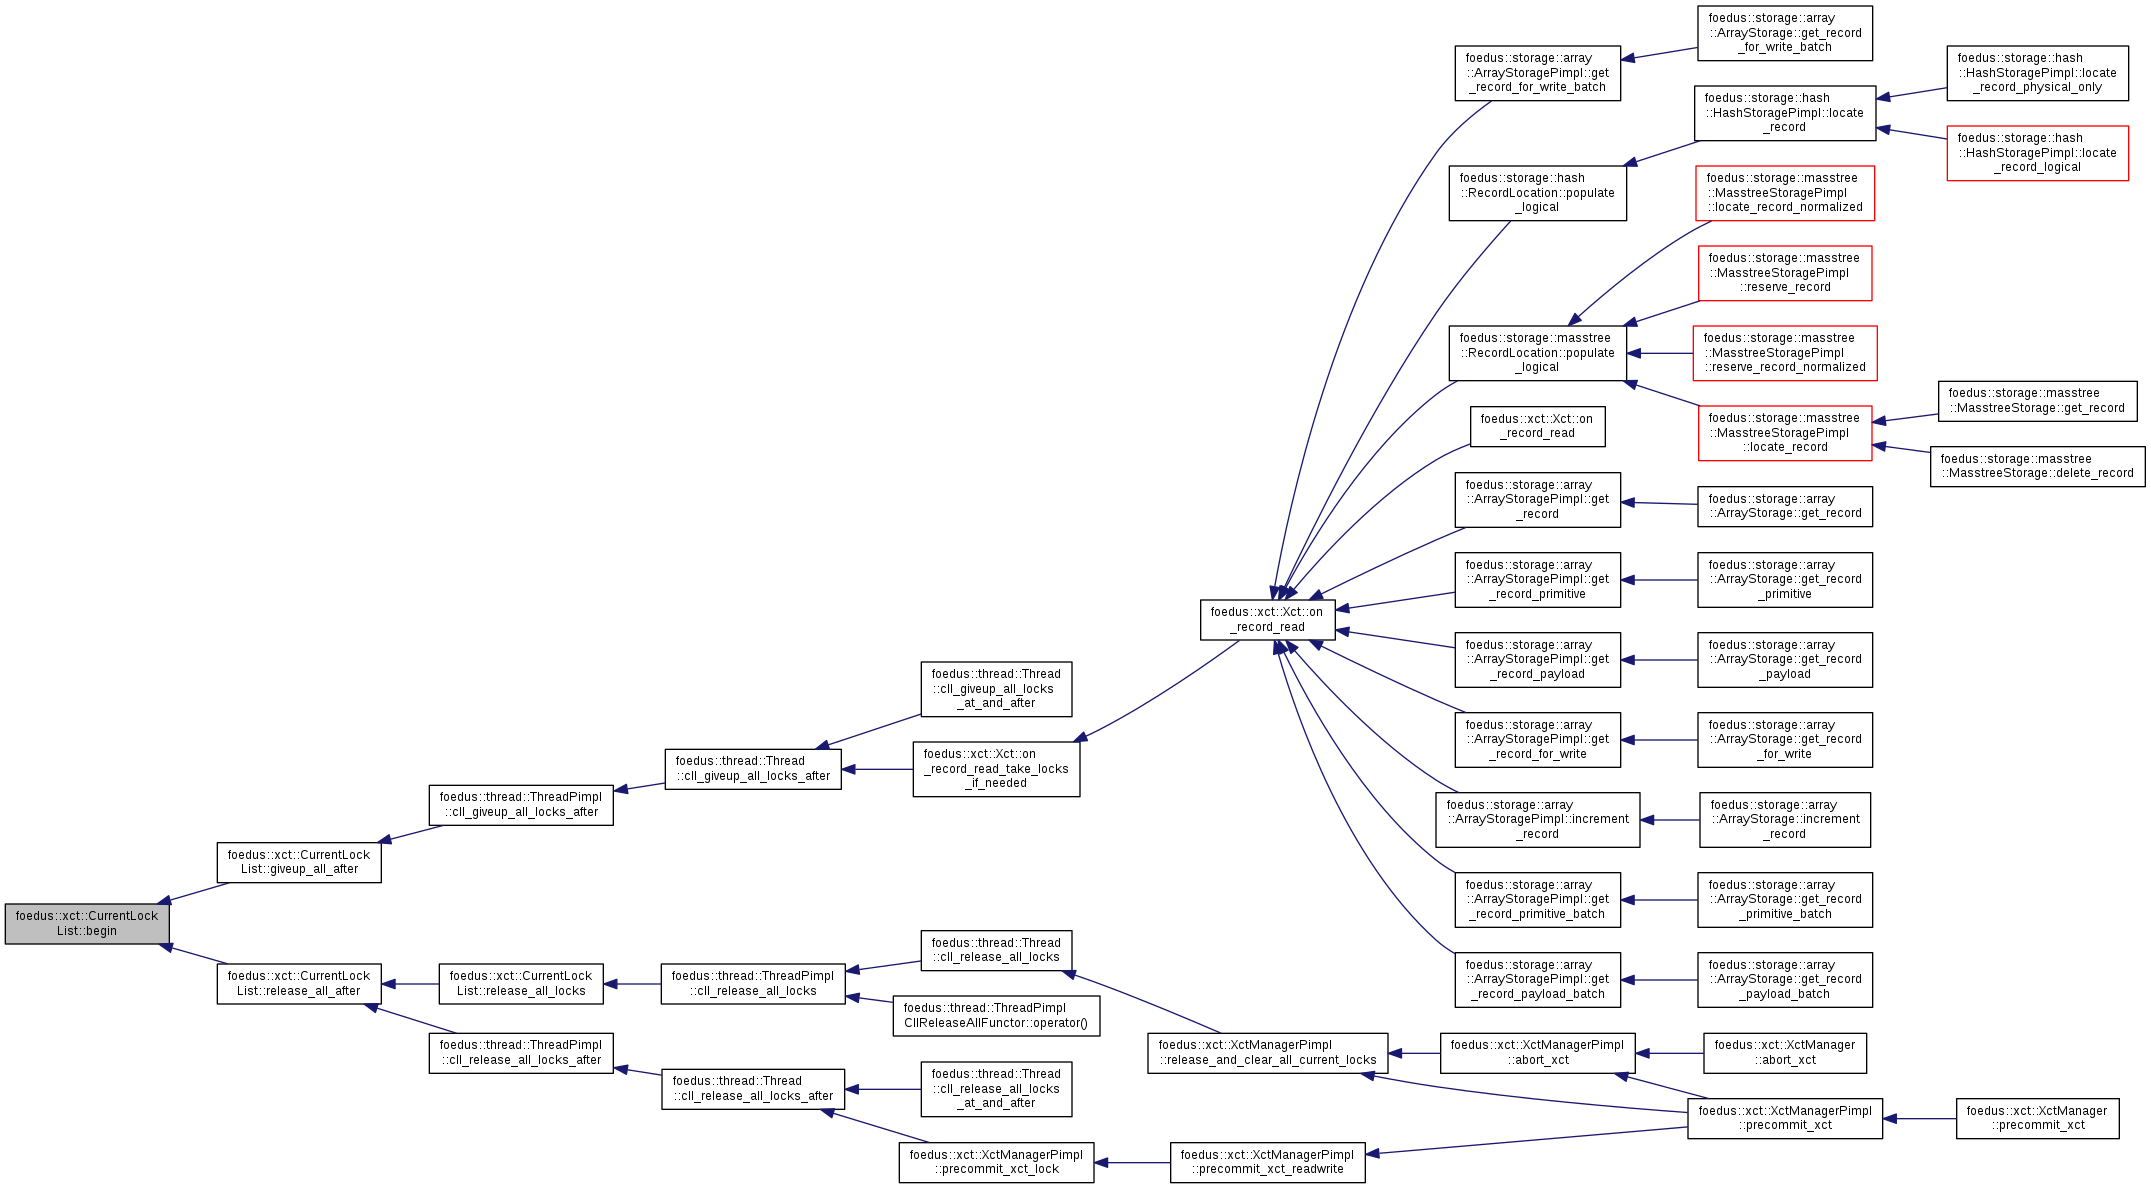 foedus::xct::CurrentLock
List::begin
foedus::xct::CurrentLock
List::giveup_all_after
foedus::thread::ThreadPimpl
::cll_giveup_all_locks_after
foedus::thread::Thread
::cll_giveup_all_locks_after
foedus::thread::Thread
::cll_giveup_all_locks
_at_and_after
foedus::xct::Xct::on
_record_read_take_locks
_if_needed
foedus::xct::Xct::on
_record_read
foedus::storage::array
::ArrayStoragePimpl::get
_record_for_write_batch
foedus::storage::array
::ArrayStorage::get_record
_for_write_batch
foedus::storage::hash
::RecordLocation::populate
_logical
foedus::storage::hash
::HashStoragePimpl::locate
_record
foedus::storage::hash
::HashStoragePimpl::locate
_record_physical_only
foedus::storage::hash
::HashStoragePimpl::locate
_record_logical
foedus::storage::masstree
::RecordLocation::populate
_logical
foedus::storage::masstree
::MasstreeStoragePimpl
::locate_record_normalized
foedus::storage::masstree
::MasstreeStoragePimpl
::reserve_record
foedus::storage::masstree
::MasstreeStoragePimpl
::reserve_record_normalized
foedus::storage::masstree
::MasstreeStoragePimpl
::locate_record
foedus::storage::masstree
::MasstreeStorage::get_record
foedus::storage::masstree
::MasstreeStorage::delete_record
foedus::xct::Xct::on
_record_read
foedus::storage::array
::ArrayStoragePimpl::get
_record
foedus::storage::array
::ArrayStorage::get_record
foedus::storage::array
::ArrayStoragePimpl::get
_record_primitive
foedus::storage::array
::ArrayStorage::get_record
_primitive
foedus::storage::array
::ArrayStoragePimpl::get
_record_payload
foedus::storage::array
::ArrayStorage::get_record
_payload
foedus::storage::array
::ArrayStoragePimpl::get
_record_for_write
foedus::storage::array
::ArrayStorage::get_record
_for_write
foedus::storage::array
::ArrayStoragePimpl::increment
_record
foedus::storage::array
::ArrayStorage::increment
_record
foedus::storage::array
::ArrayStoragePimpl::get
_record_primitive_batch
foedus::storage::array
::ArrayStorage::get_record
_primitive_batch
foedus::storage::array
::ArrayStoragePimpl::get
_record_payload_batch
foedus::storage::array
::ArrayStorage::get_record
_payload_batch
foedus::xct::CurrentLock
List::release_all_after
foedus::xct::CurrentLock
List::release_all_locks
foedus::thread::ThreadPimpl
::cll_release_all_locks
foedus::thread::Thread
::cll_release_all_locks
foedus::thread::ThreadPimpl
CllReleaseAllFunctor::operator()
foedus::xct::XctManagerPimpl
::release_and_clear_all_current_locks
foedus::xct::XctManagerPimpl
::abort_xct
foedus::xct::XctManager
::abort_xct
foedus::thread::ThreadPimpl
::cll_release_all_locks_after
foedus::thread::Thread
::cll_release_all_locks_after
foedus::thread::Thread
::cll_release_all_locks
_at_and_after
foedus::xct::XctManagerPimpl
::precommit_xct_lock
foedus::xct::XctManagerPimpl
::precommit_xct_readwrite
foedus::xct::XctManagerPimpl
::precommit_xct
foedus::xct::XctManager
::precommit_xct